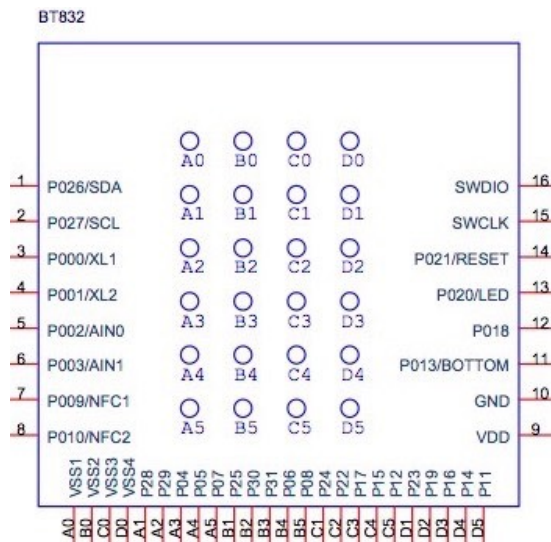 BT832
A0 B0 C0 D0
1 P026/SDA SWDIO 16
A1 B1 C1 D1
2 P027/SCL SWCLK 15
A2 B2 C2 D2
3 P000/XL1 P021/RESET 14
4 P001/XL2 P020/LED 13
A3 B3 C3 D3
5 P002/AIN0 P018 12
6 P003/AIN1 P013/BOTTOM 11
A4 B4 C4 D4
7 P009/NFC1 GND 10
A5 B5 C5 D5
8 P010/NFC2 VDD 9
VSS1 VSS2 VSS3 VSS4 P28 P29 P04 P05 P07 P25 P30 P31 P06 P08 P24 P22 P17 P15 P12 P23 P19 P16 P14 P11
A0 B0 C0 D0 A1 A2 A3 A4 A5 B1 B2 B3 B4 B5 C1 C2 C3 C4 C5 D1 D2 D3 D4 D5